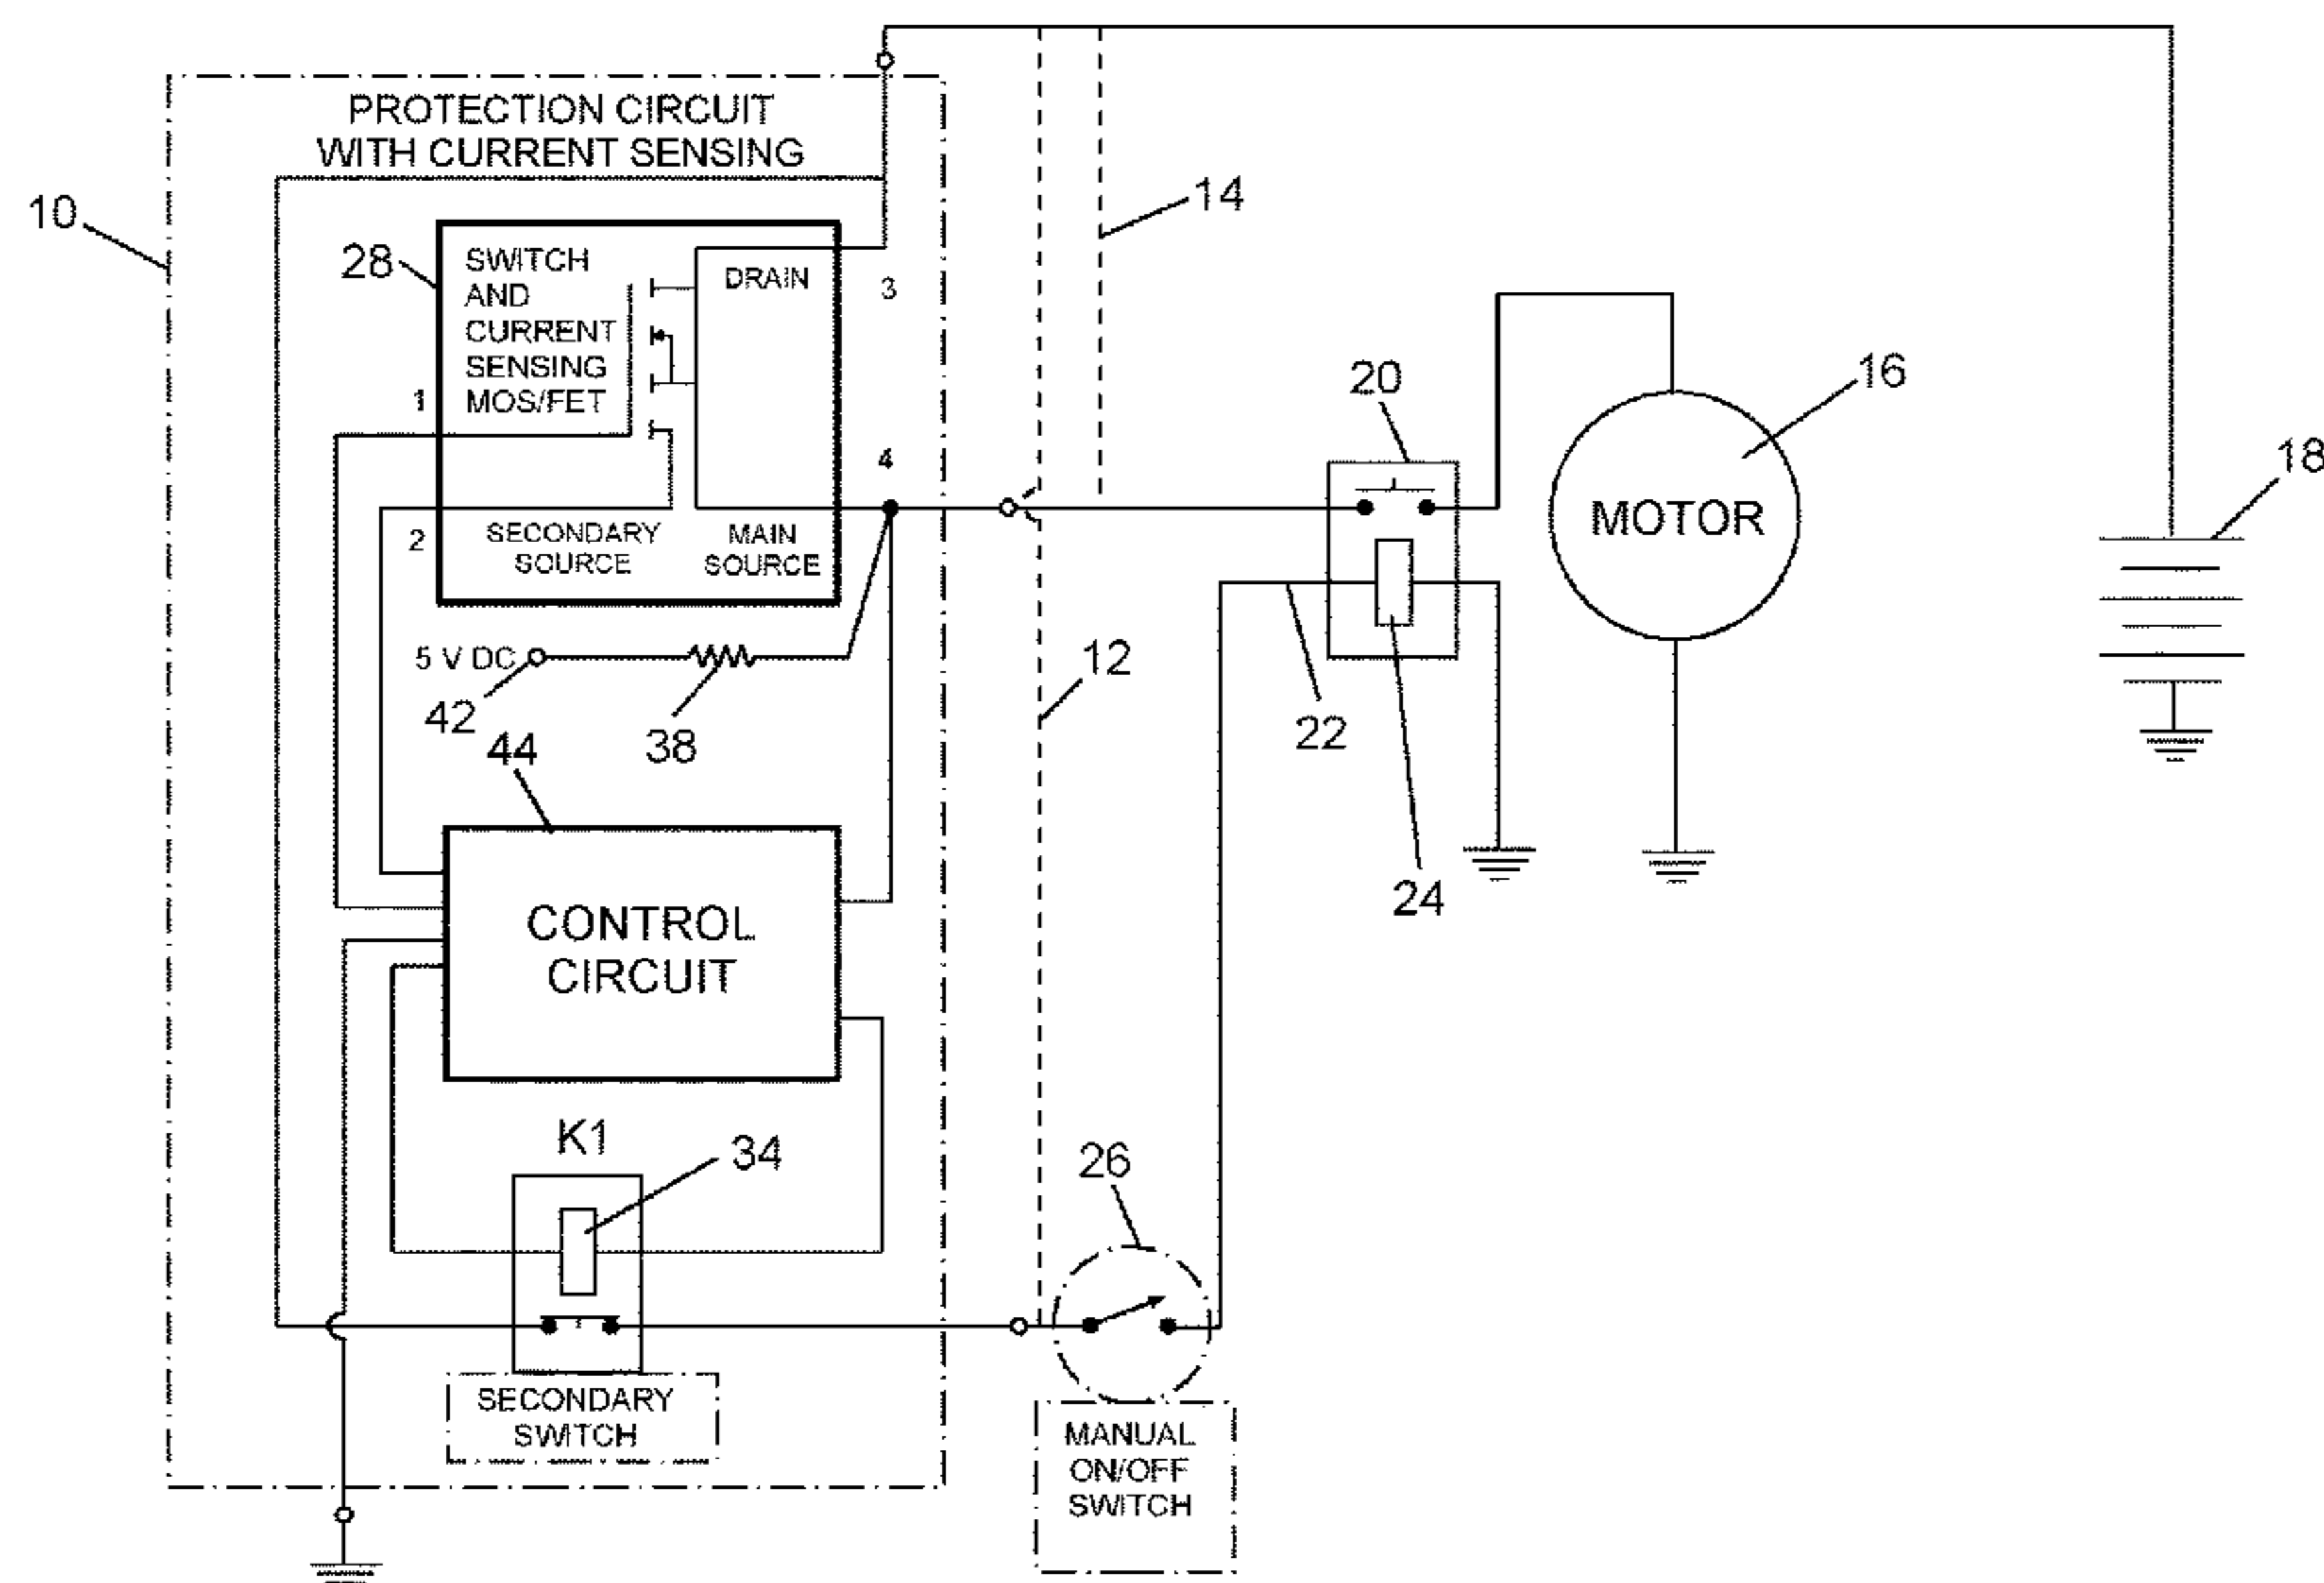 PROTECTION CIRCUIT
WITH CURRENT SENSING
10
14
28
SWITCH
AND
CURRENT
SENSING
MOS/FET
DRAIN
3
1
4
2
SECONDARY
SOURCE
MAIN
SOURCE
20
16
MOTOR
18
5 V DC
42
38
12
22
24
44
CONTROL
CIRCUIT
K1
34
26
SECONDARY
SWITCH
MANUAL
ON/OFF
SWITCH